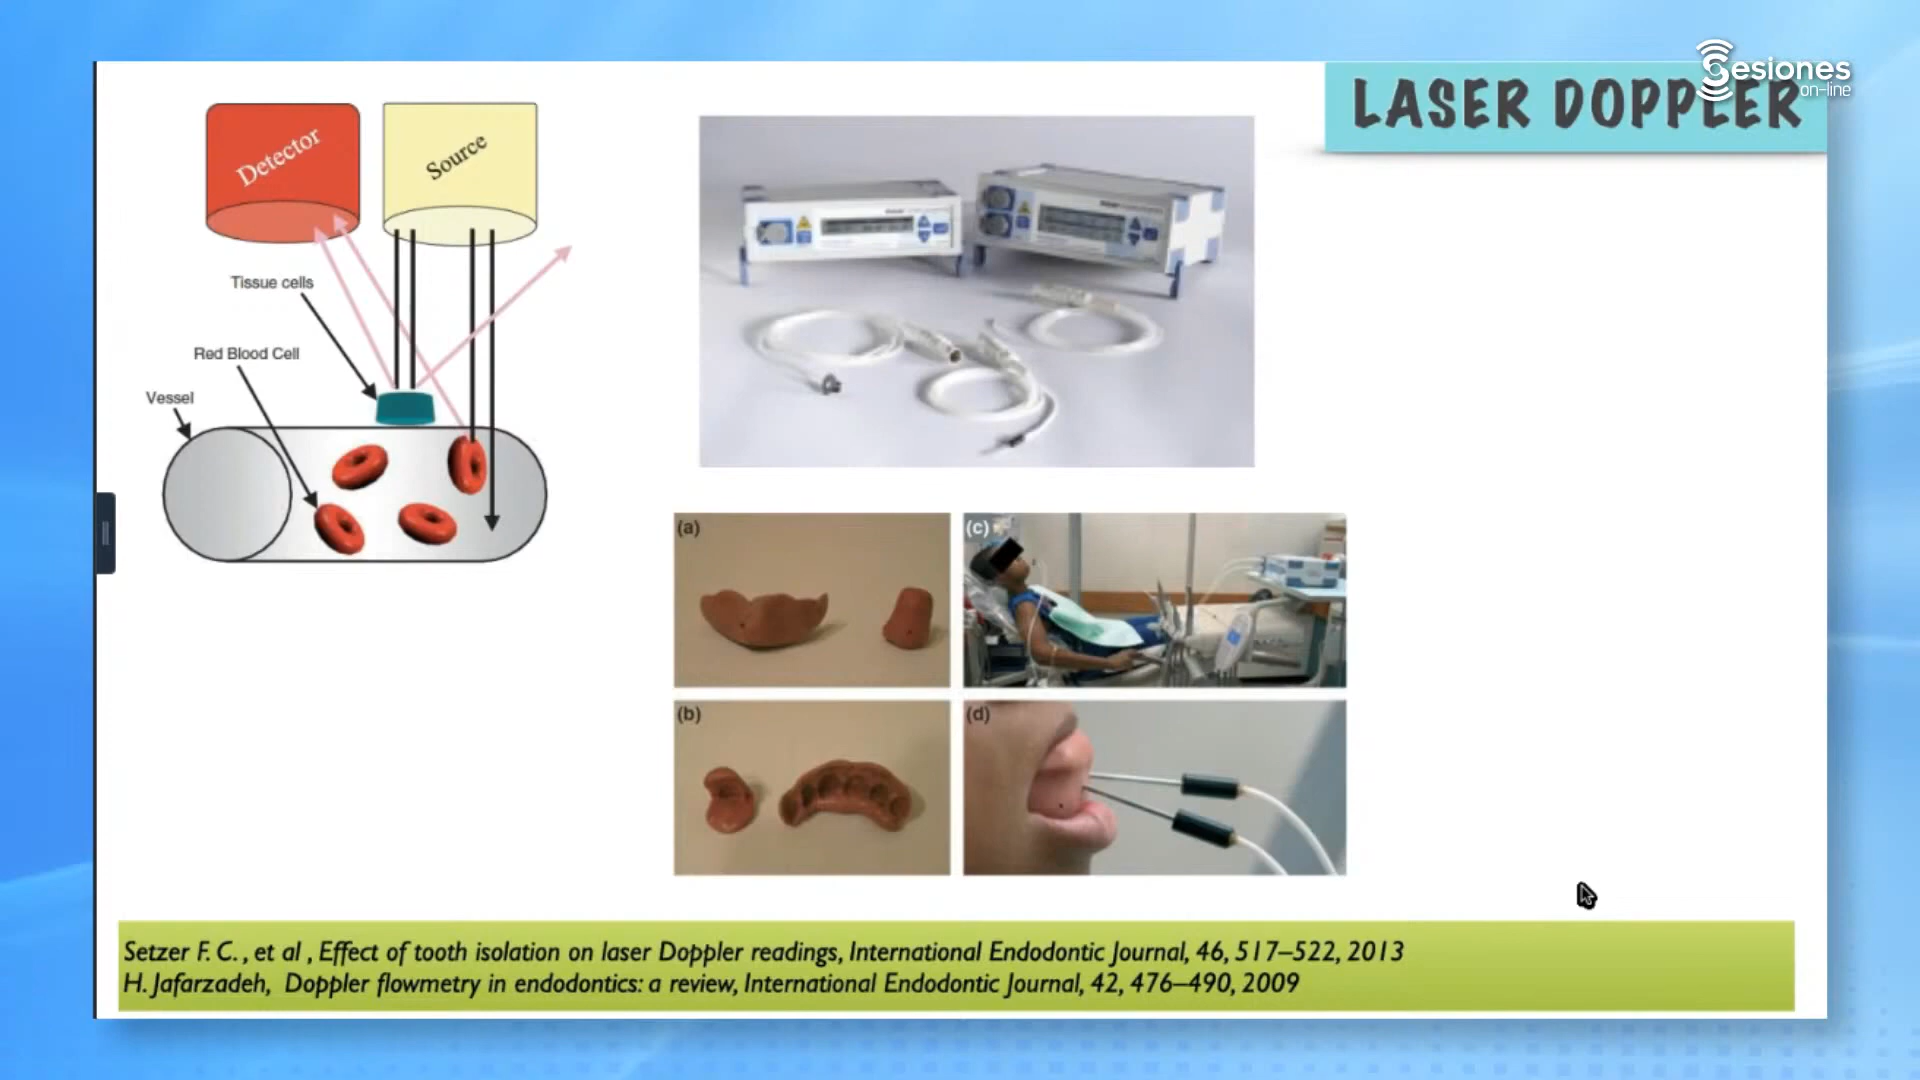 Sesiones
on-line
LASER DOPPLER
Detector
Source
Tissue cells
Red Blood Cell
Vessel
(a)
(c)
(b)
(d)
Setzer F. C. , et al , Effect of tooth isolation on laser Doppler readings, International Endodontic Journal, 46, 517–522, 2013
H. Jafarzadeh, Doppler flowmetry in endodontics: a review, International Endodontic Journal, 42, 476–490, 2009